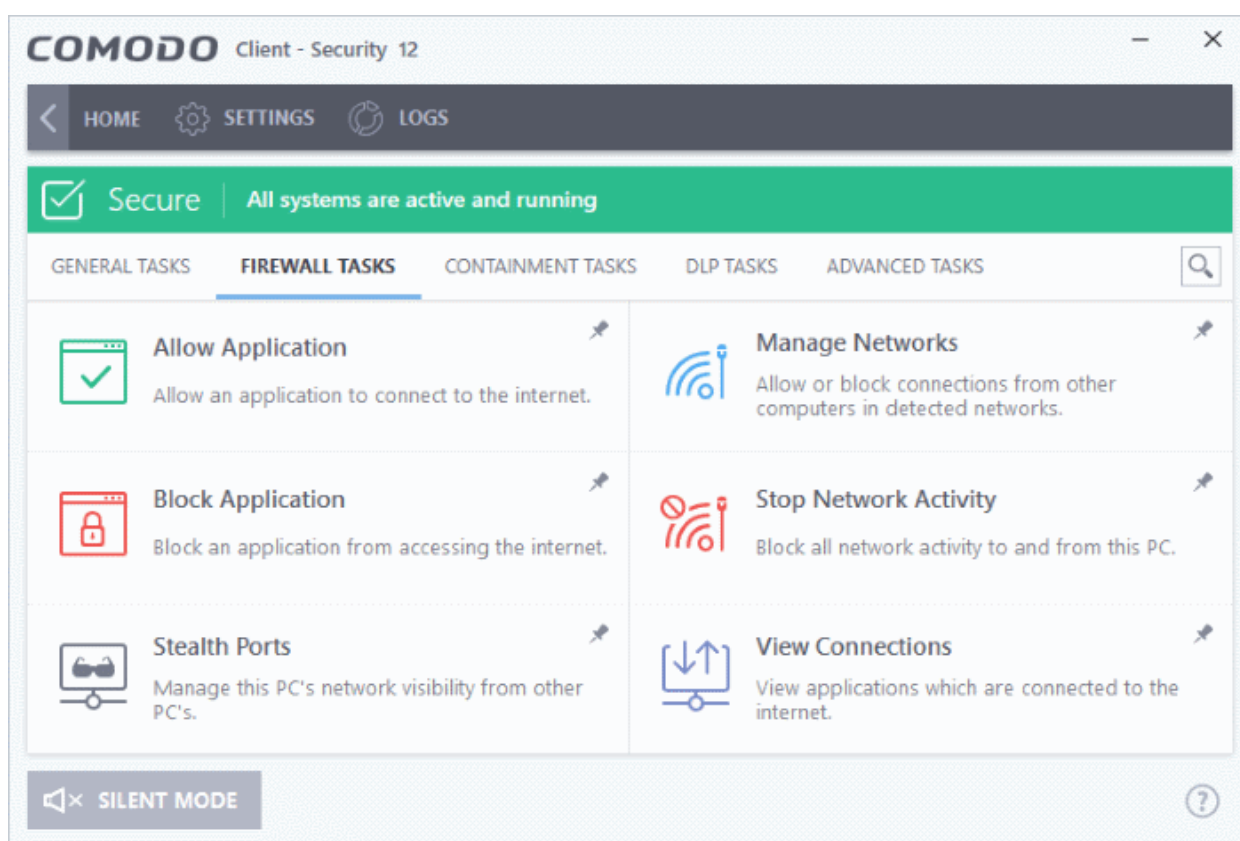 COMODO Client - Security 12
HOME SETTINGS LOGS
Secure All systems are active and running
GENERAL TASKS FIREWALL TASKS CONTAINMENT TASKS DLP TASKS ADVANCED TASKS
Allow Application
Allow an application to connect to the internet.
Manage Networks
Allow or block connections from other
computers in detected networks.
Block Application
Block an application from accessing the internet.
Stop Network Activity
Block all network activity to and from this PC.
Stealth Ports
Manage this PC's network visibility from other
PC's.
View Connections
View applications which are connected to the
internet.
SILENT MODE
?